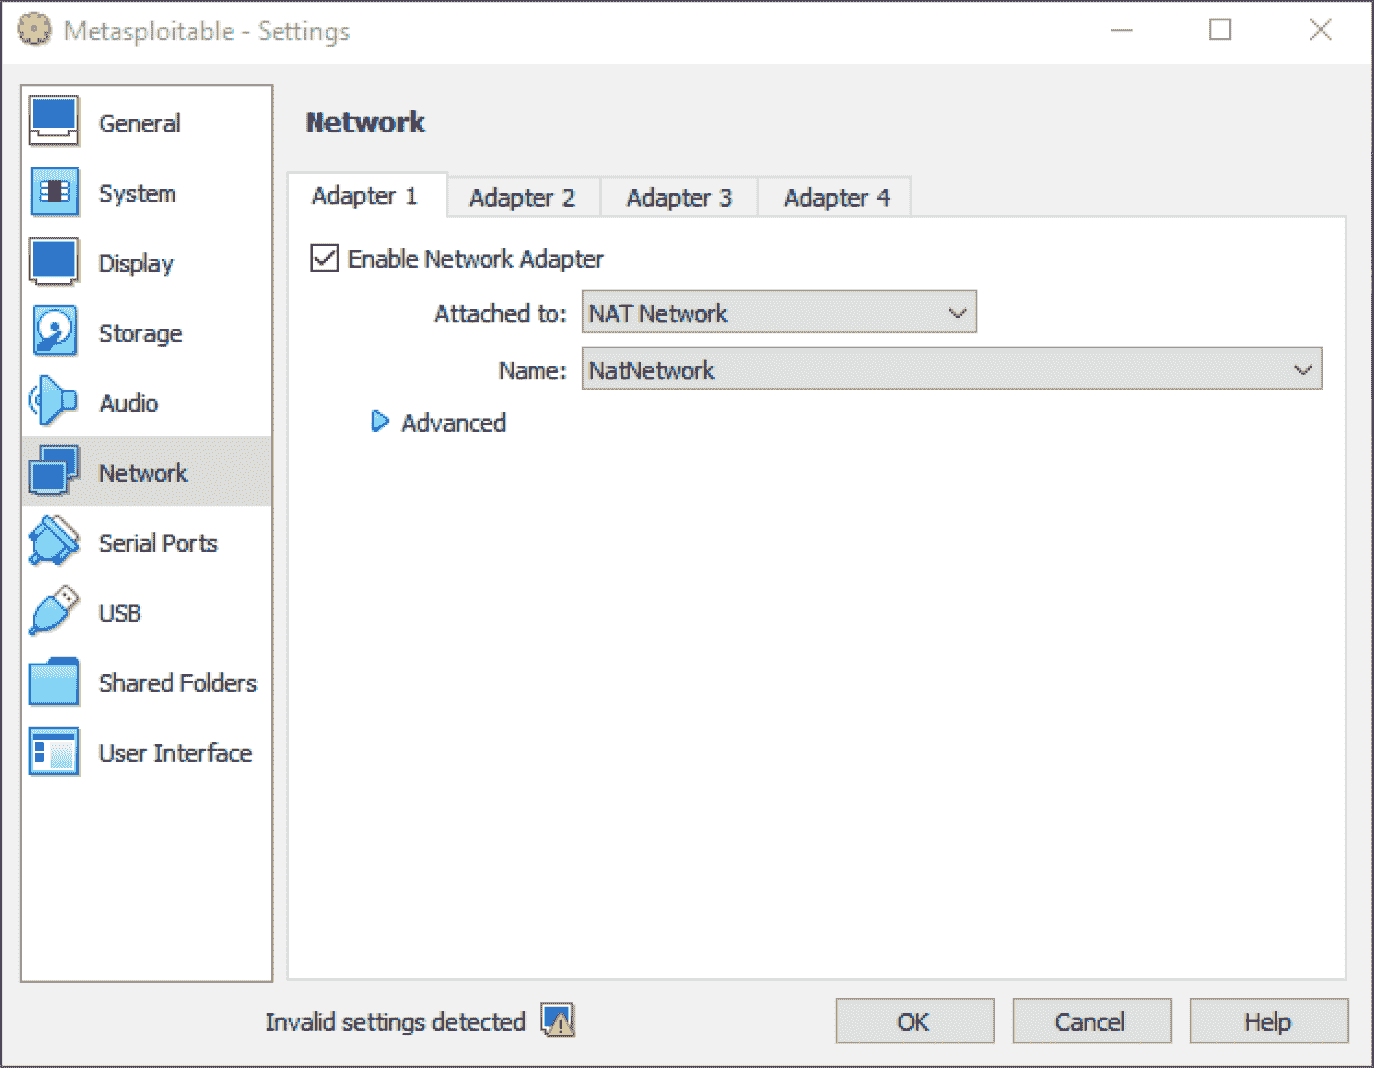 Metasploitable - Settings
General
System
Display
Storage
Audio
Network
Serial Ports
USB
Shared Folders
User Interface
Network
Adapter 1 Adapter 2 Adapter 3 Adapter 4
Enable Network Adapter
Attached to: NAT Network
Name: NatNetwork
Advanced
Invalid settings detected OK Cancel Help